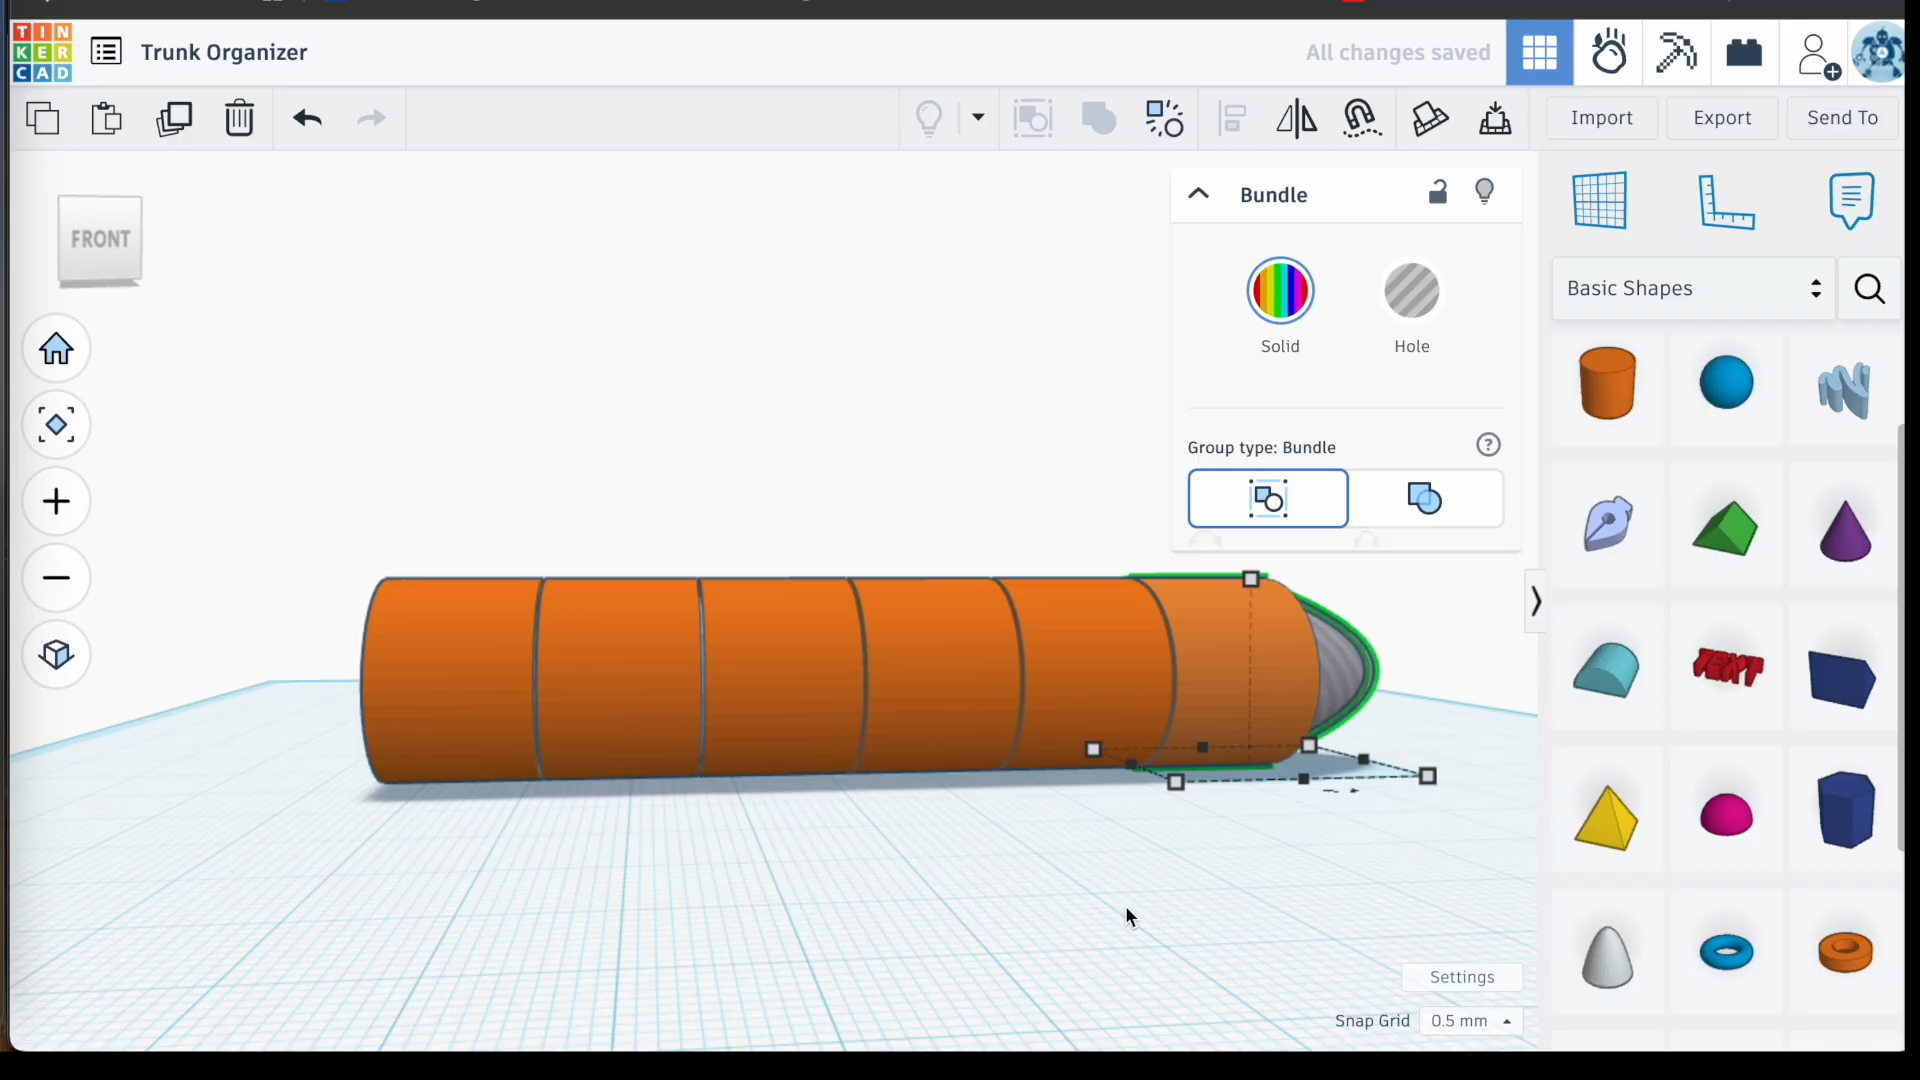 TIN
KER
CAD
Trunk Organizer
All changes saved
Import
Export
Send To
FRONT
Bundle
Solid
Hole
Group type: Bundle
?
Basic Shapes
TEXT
Settings
Snap Grid
0.5 mm